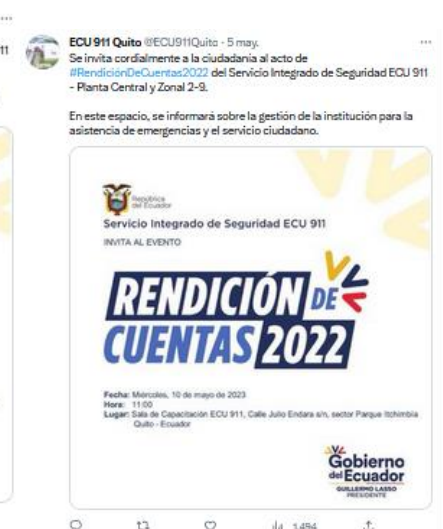 11
ECU 911 Quito @ECU911Quito · 5 may.
Se invita cordialmente a la ciudadanía al acto de
#RendiciónDeCuentas2022 del Servicio Integrado de Seguridad ECU 911
- Planta Central y Zonal 2-9.
En este espacio, se informará sobre la gestión de la institución para la
asistencia de emergencias y el servicio ciudadano.
República
del Ecuador
Servicio Integrado de Seguridad ECU 911
INVITA AL EVENTO
RENDICIÓN DE
CUENTAS 2022
Fecha: Miércoles, 10 de mayo de 2023
Hora: 11:00
Lugar: Sala de Capacitación ECU 911, Calle Julio Endara s/n, sector Parque Itchimbia
Quito - Ecuador
Gobierno
del Ecuador
GUILLERMO LASSO
PRESIDENTE
1.494